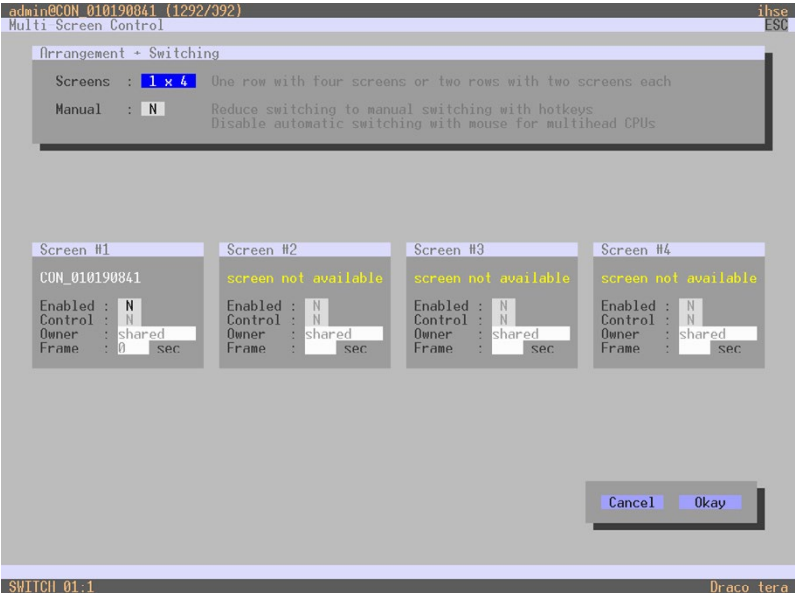 admin@CON_010190841 (1292/392) ihse
Multi-Screen Control ESC
Arrangement + Switching
Screens : 1 x 4 One row with four screens or two rows with two screens each
Manual : N Reduce switching to manual switching with hotkeys
Disable automatic switching with mouse for multihead CPUs
Screen #1 Screen #2 Screen #3 Screen #4
CON_010190841 screen not available screen not available screen not available
Enabled : N Enabled : N Enabled : N Enabled : N
Control : N Control : N Control : N Control : N
Owner : shared Owner : shared Owner : shared Owner : shared
Frame : 0 sec Frame : sec Frame : sec Frame : sec
Cancel Okay
SWITCH 01:1 Draco tera